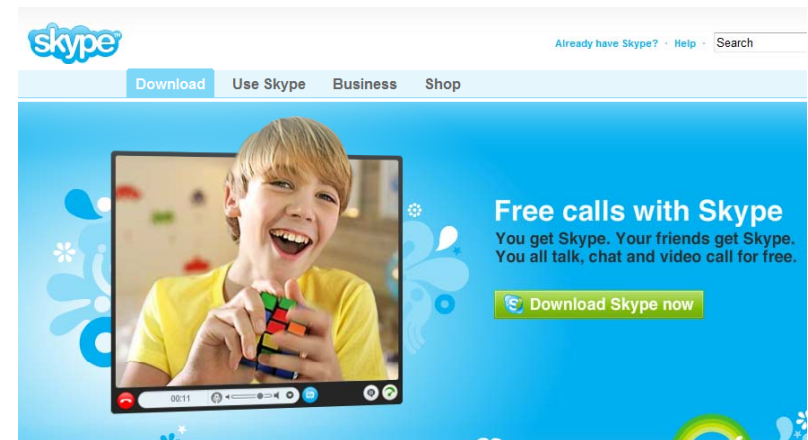 skype™
Already have Skype? · Help · Search
Download Use Skype Business Shop
Free calls with Skype
You get Skype. Your friends get Skype.
You all talk, chat and video call for free.
Download Skype now
00:11